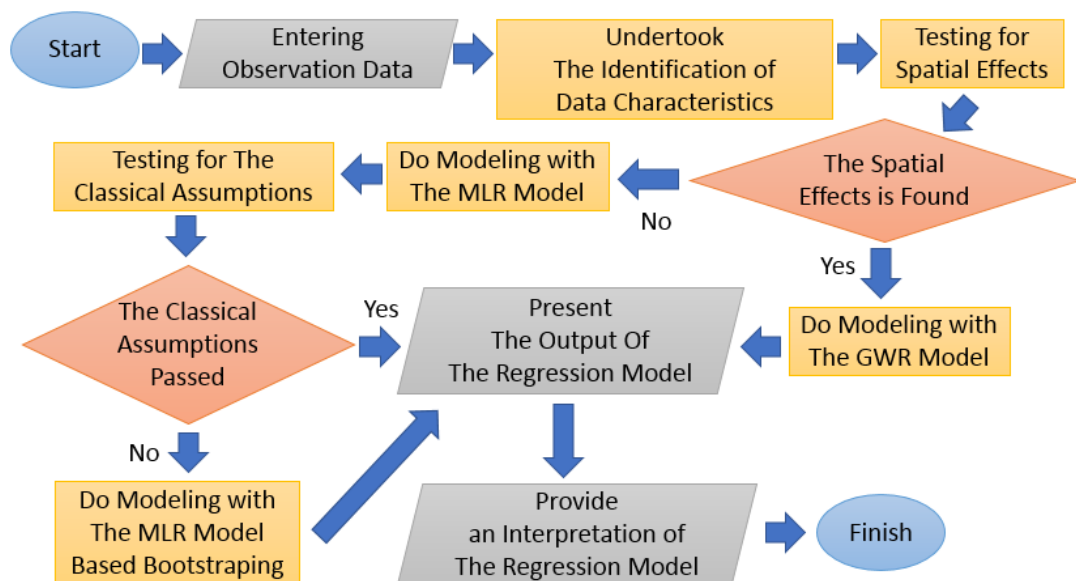 Start
Entering
Observation Data
Undertook
The Identification of
Data Characteristics
Testing for
Spatial Effects
The Spatial
Effects is Found
No
Yes
Do Modeling with
The MLR Model
Testing for The
Classical Assumptions
The Classical
Assumptions
Passed
Yes
No
Do Modeling with
The MLR Model
Based Bootstraping
Do Modeling with
The GWR Model
Present
The Output Of
The Regression Model
Provide
an Interpretation of
The Regression Model
Finish